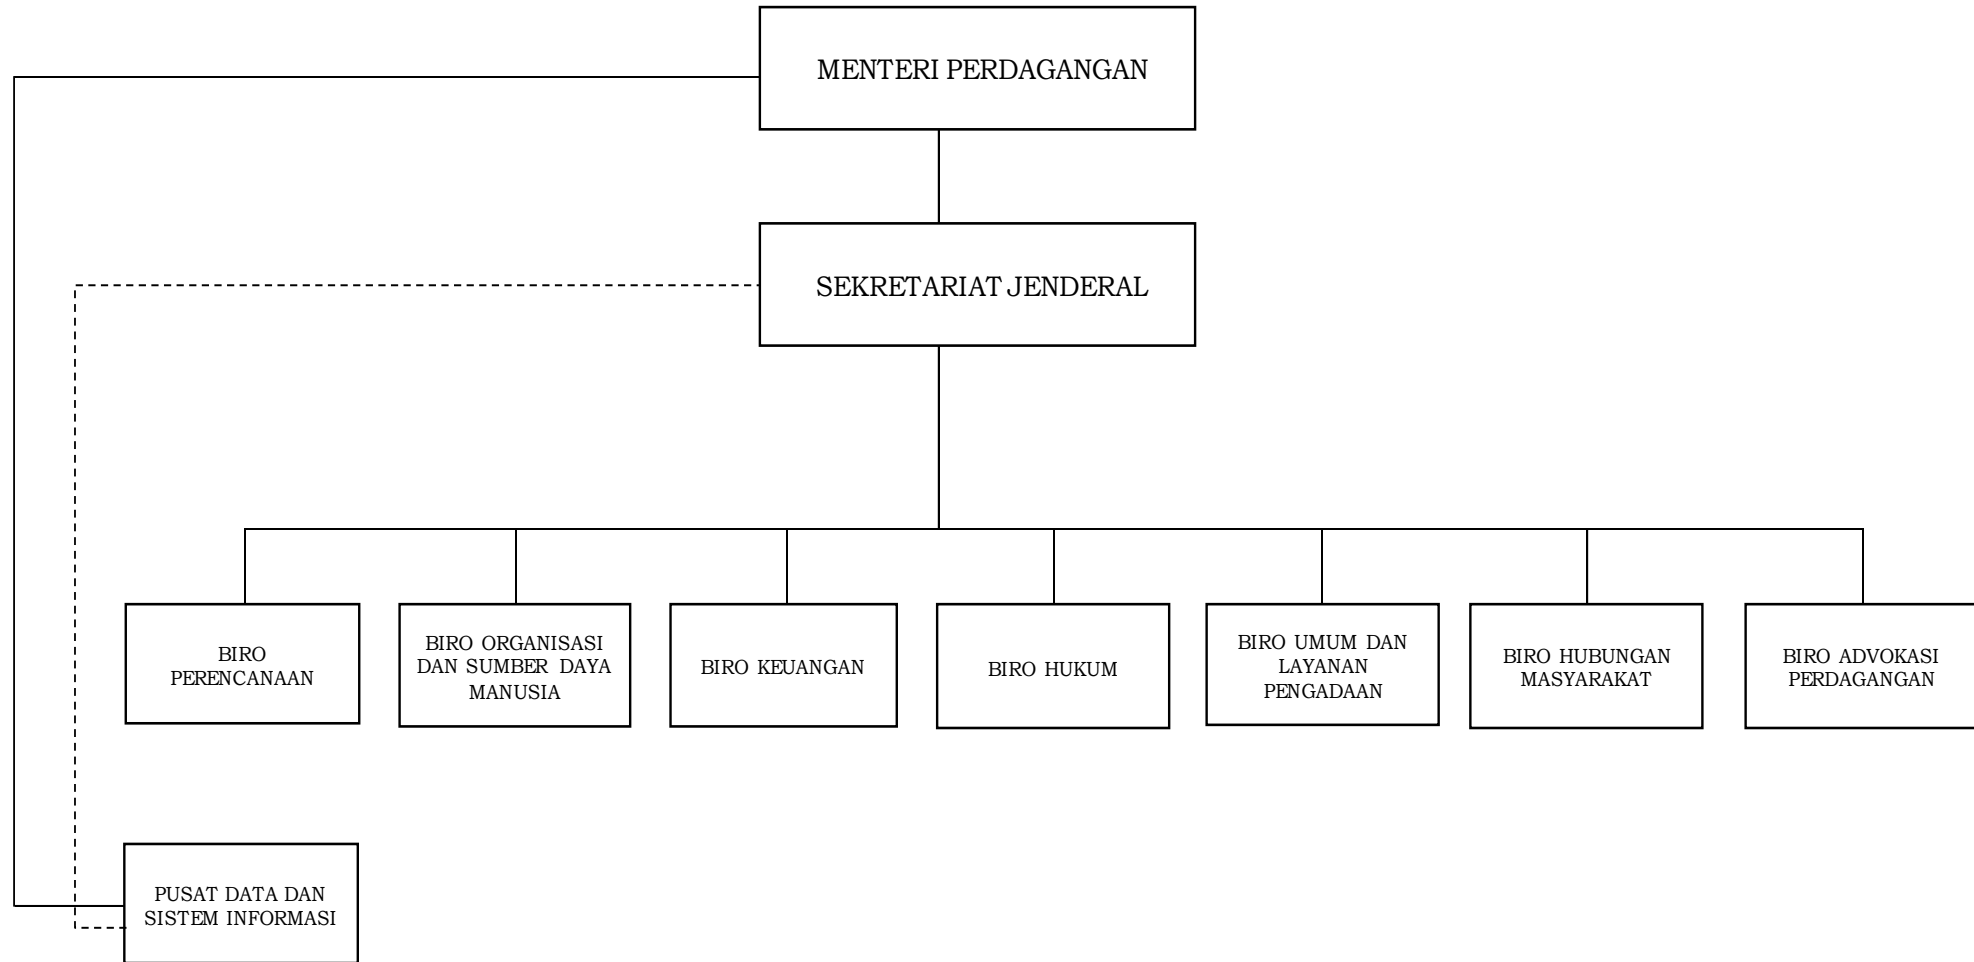 MENTERI PERDAGANGAN
SEKRETARIAT JENDERAL
BIRO
PERENCANAAN
BIRO ORGANISASI
DAN SUMBER DAYA
MANUSIA
BIRO KEUANGAN
BIRO HUKUM
BIRO UMUM DAN
LAYANAN
PENGADAAN
BIRO HUBUNGAN
MASYARAKAT
BIRO ADVOKASI
PERDAGANGAN
PUSAT DATA DAN
SISTEM INFORMASI